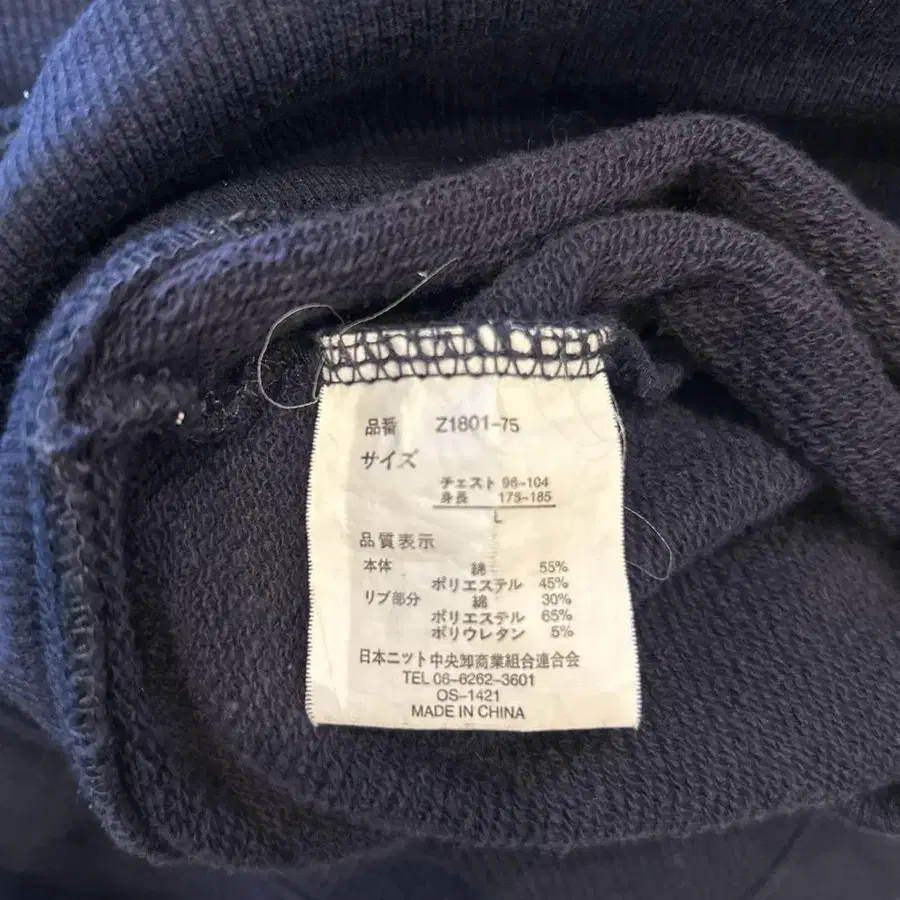 品番 Z1801-75
サイズ
チェスト 96~104
身長 175~185
L
品質表示
本体 綿 55%
ポリエステル 45%
リブ部分 綿 30%
ポリエステル 65%
ポリウレタン 5%
日本ニット中央卸商業組合連合会
TEL 06-6262-3601
OS-1421
MADE IN CHINA